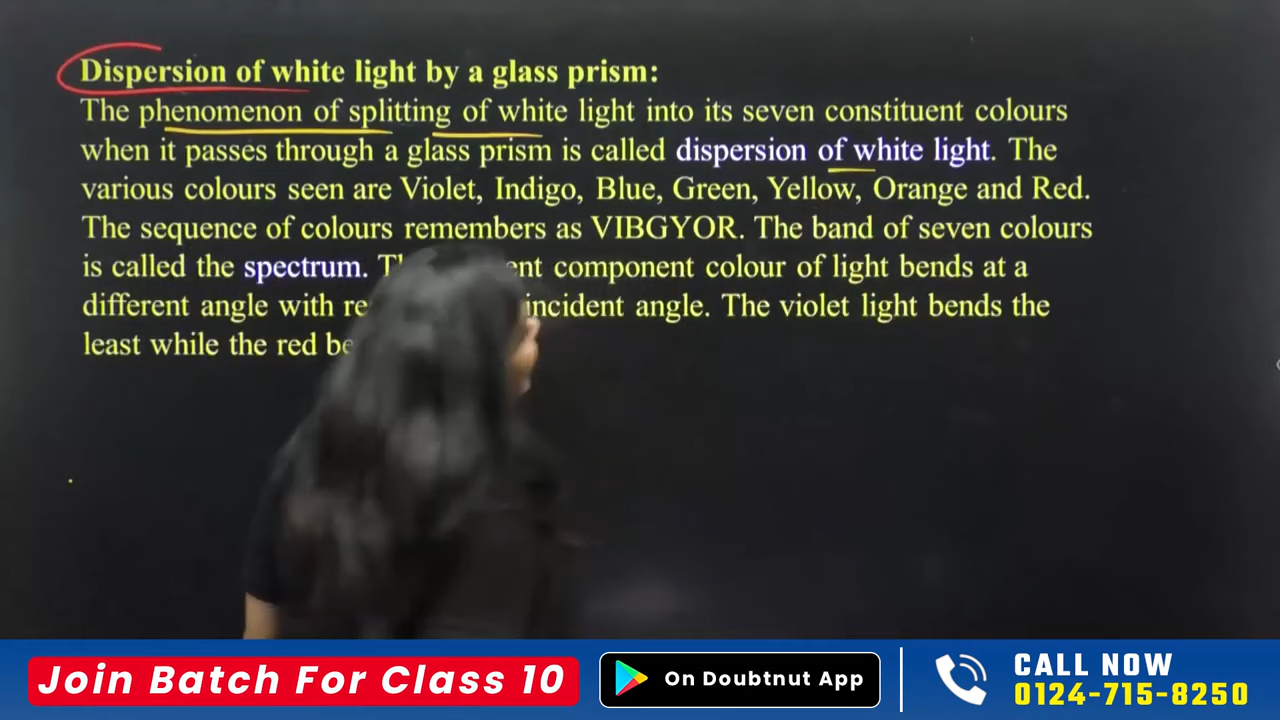 Dispersion of white light by a glass prism:
The phenomenon of splitting of white light into its seven constituent colours
when it passes through a glass prism is called dispersion of white light. The
various colours seen are Violet, Indigo, Blue, Green, Yellow, Orange and Red.
The sequence of colours remembers as VIBGYOR. The band of seven colours
is called the spectrum. component colour of light bends at a
different angle with incident angle. The violet light bends the
least while the red
Join Batch For Class 10
On Doubtnut App
CALL NOW
0124-715-8250